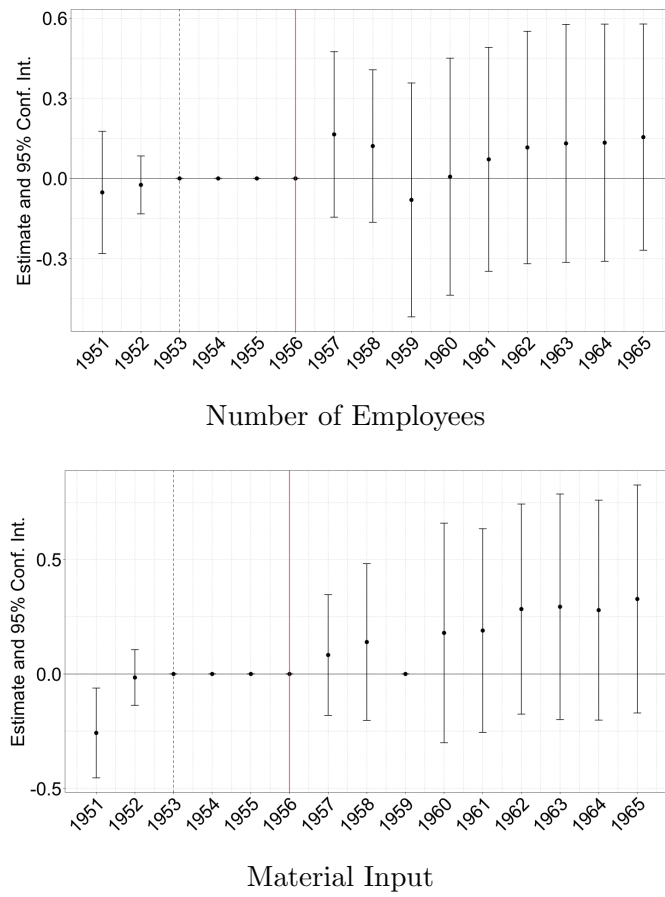 Estimate and 95% Conf. Int.
0.6
0.3
0.0
-0.3
1951 1952 1953 1954 1955 1956 1957 1958 1959 1960 1961 1962 1963 1964 1965
Number of Employees
Estimate and 95% Conf. Int.
0.5
0.0
-0.5
1951 1952 1953 1954 1955 1956 1957 1958 1959 1960 1961 1962 1963 1964 1965
Material Input